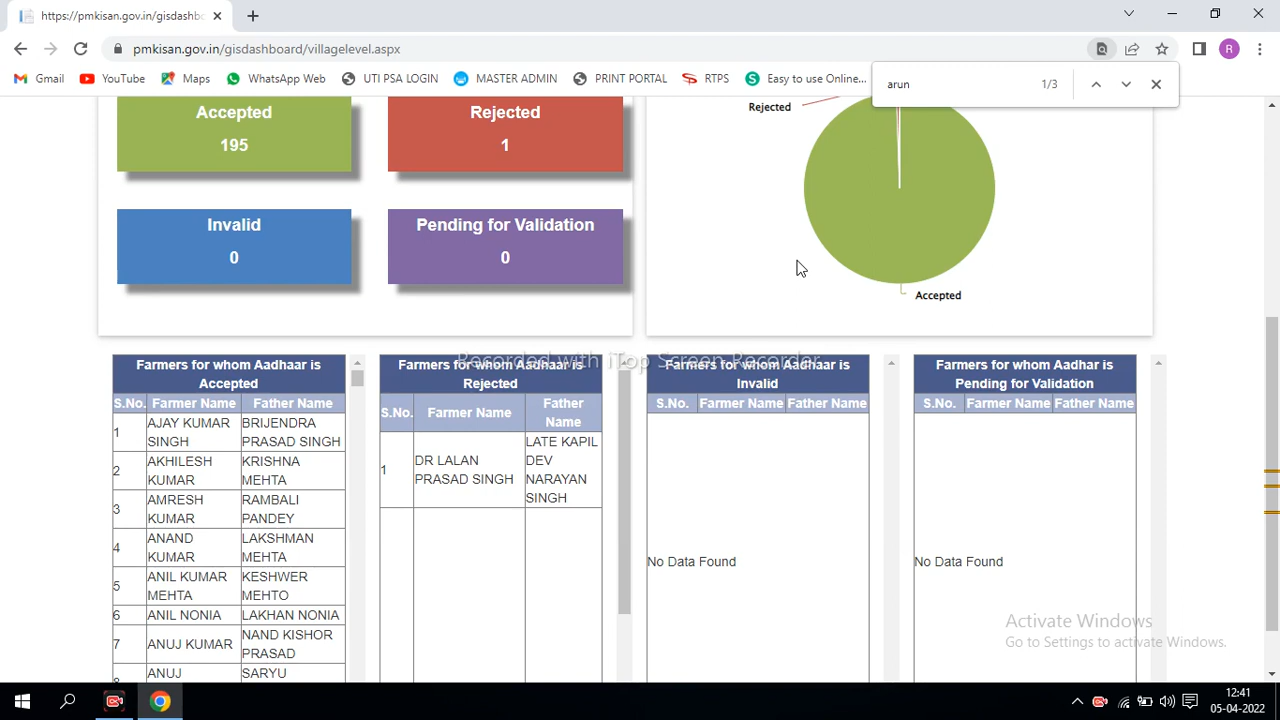 https://pmkisan.gov.in/gisdashbo
pmkisan.gov.in/gisdashboard/villagelevel.aspx
R
Gmail YouTube Maps WhatsApp Web UTI PSA LOGIN MASTER ADMIN PRINT PORTAL RTPS Easy to use Online...
arun 1/3
Accepted
195
Rejected
1
Invalid
0
Pending for Validation
0
Rejected
Accepted
Recorded with iTop Screen Recorder
Farmers for whom Aadhaar is
Accepted
S.No. Farmer Name Father Name
1 AJAY KUMAR SINGH BRIJENDRA PRASAD SINGH
2 AKHILESH KUMAR KRISHNA MEHTA
3 AMRESH KUMAR RAMBALI PANDEY
4 ANAND KUMAR LAKSHMAN MEHTA
5 ANIL KUMAR MEHTA KESHWER MEHTO
6 ANIL NONIA LAKHAN NONIA
7 ANUJ KUMAR NAND KISHOR PRASAD
8 ANUJ SARYU
Farmers for whom Aadhaar is
Rejected
S.No. Farmer Name Father Name
1 DR LALAN PRASAD SINGH LATE KAPIL DEV NARAYAN SINGH
Farmers for whom Aadhaar is
Invalid
S.No. Farmer Name Father Name
No Data Found
Farmers for whom Aadhar is
Pending for Validation
S.No. Farmer Name Father Name
No Data Found
Activate Windows
Go to Settings to activate Windows.
12:41
05-04-2022